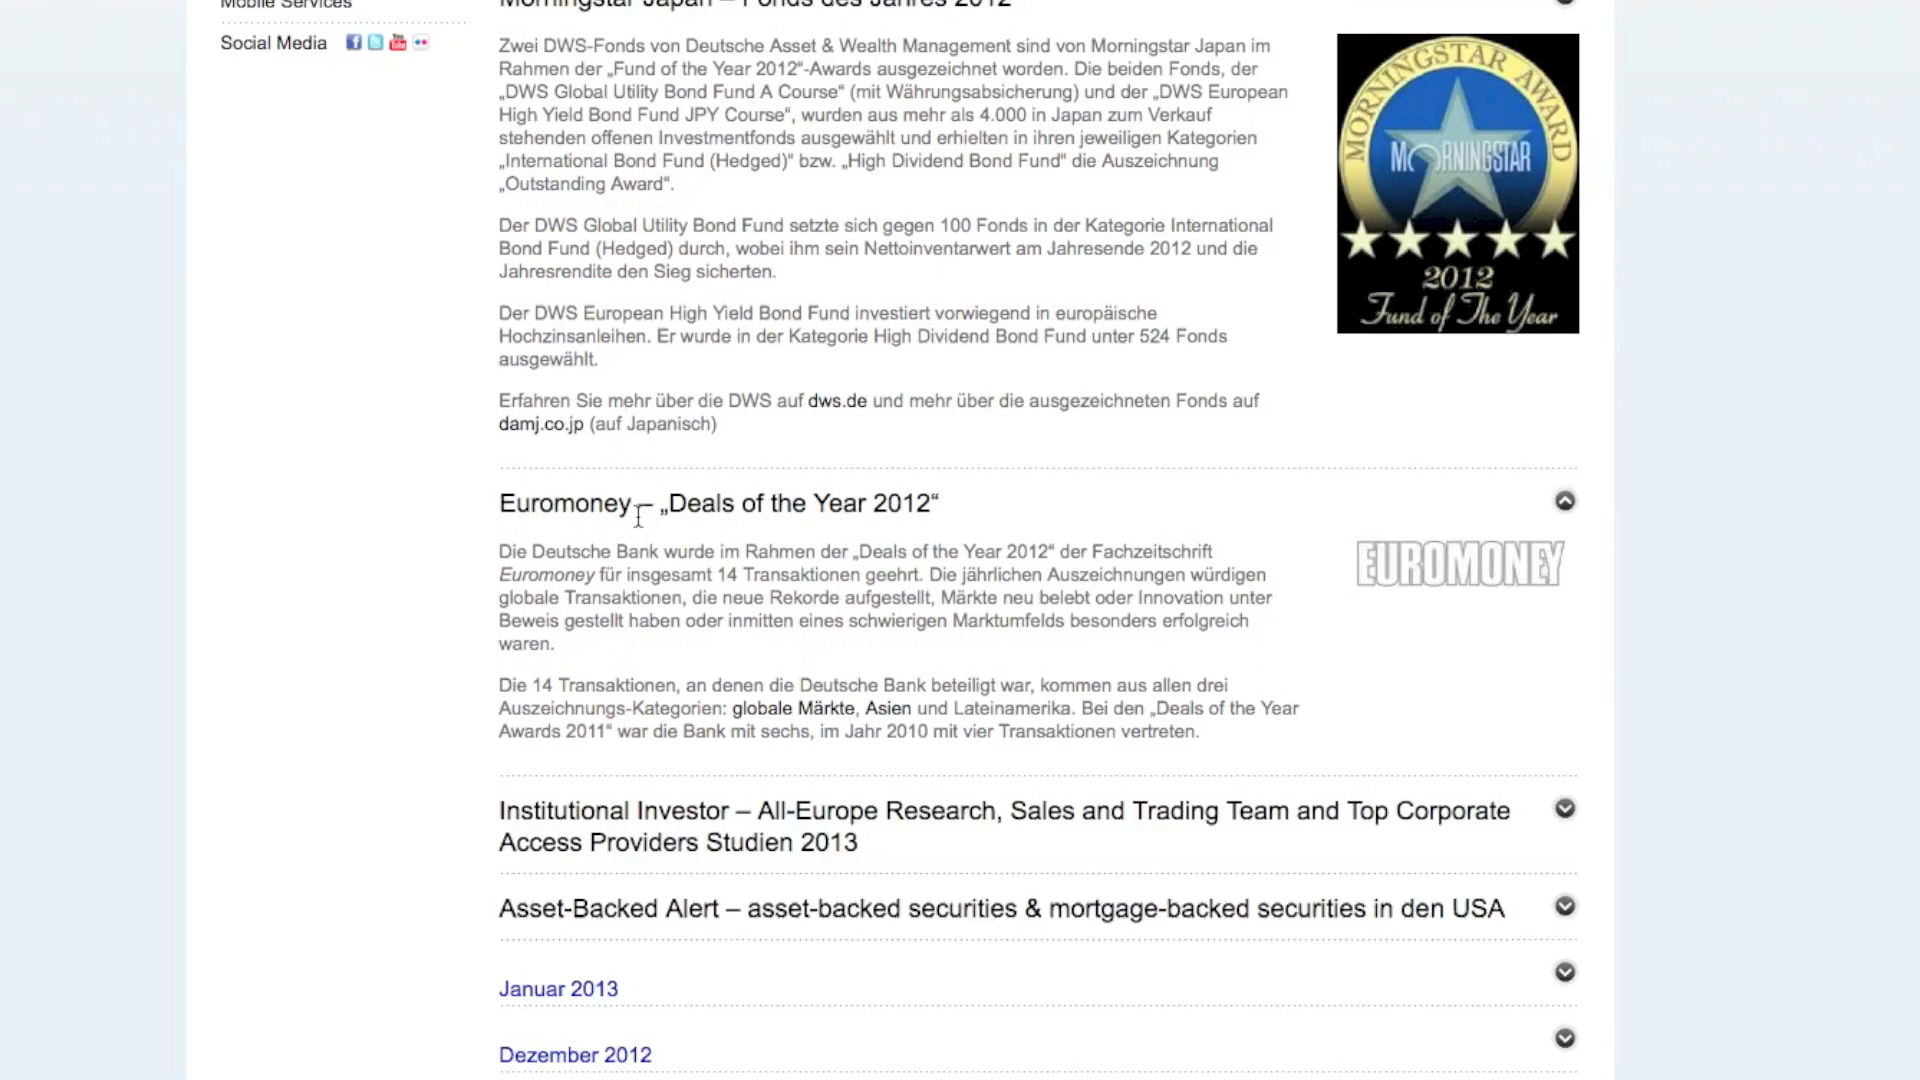 Mobile Services
Social Media
Morningstar Japan – Fonds des Jahres 2012
Zwei DWS-Fonds von Deutsche Asset & Wealth Management sind von Morningstar Japan im
Rahmen der „Fund of the Year 2012“-Awards ausgezeichnet worden. Die beiden Fonds, der
„DWS Global Utility Bond Fund A Course“ (mit Währungsabsicherung) und der „DWS European
High Yield Bond Fund JPY Course“, wurden aus mehr als 4.000 in Japan zum Verkauf
stehenden offenen Investmentfonds ausgewählt und erhielten in ihren jeweiligen Kategorien
„International Bond Fund (Hedged)“ bzw. „High Dividend Bond Fund“ die Auszeichnung
„Outstanding Award“.
Der DWS Global Utility Bond Fund setzte sich gegen 100 Fonds in der Kategorie International
Bond Fund (Hedged) durch, wobei ihm sein Nettoinventarwert am Jahresende 2012 und die
Jahresrendite den Sieg sicherten.
Der DWS European High Yield Bond Fund investiert vorwiegend in europäische
Hochzinsanleihen. Er wurde in der Kategorie High Dividend Bond Fund unter 524 Fonds
ausgewählt.
Erfahren Sie mehr über die DWS auf dws.de und mehr über die ausgezeichneten Fonds auf
damj.co.jp (auf Japanisch)
MORNINGSTAR AWARD
MORNINGSTAR
2012
Fund of The Year
Euromoney – „Deals of the Year 2012“
Die Deutsche Bank wurde im Rahmen der „Deals of the Year 2012“ der Fachzeitschrift
Euromoney für insgesamt 14 Transaktionen geehrt. Die jährlichen Auszeichnungen würdigen
globale Transaktionen, die neue Rekorde aufgestellt, Märkte neu belebt oder Innovation unter
Beweis gestellt haben oder inmitten eines schwierigen Marktumfelds besonders erfolgreich
waren.
Die 14 Transaktionen, an denen die Deutsche Bank beteiligt war, kommen aus allen drei
Auszeichnungs-Kategorien: globale Märkte, Asien und Lateinamerika. Bei den „Deals of the Year
Awards 2011“ war die Bank mit sechs, im Jahr 2010 mit vier Transaktionen vertreten.
EUROMONEY
Institutional Investor – All-Europe Research, Sales and Trading Team and Top Corporate
Access Providers Studien 2013
Asset-Backed Alert – asset-backed securities & mortgage-backed securities in den USA
Januar 2013
Dezember 2012